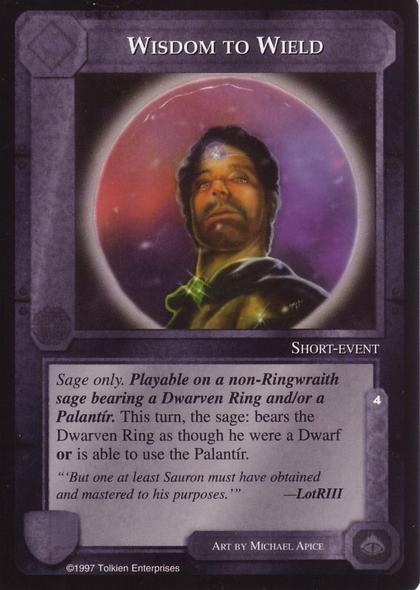 WISDOM TO WIELD
SHORT-EVENT
Sage only. Playable on a non-Ringwraith
sage bearing a Dwarven Ring and/or a
Palantír. This turn, the sage: bears the
Dwarven Ring as though he were a Dwarf
or is able to use the Palantír.
4
“‘But one at least Sauron must have obtained
and mastered to his purposes.’” —LotRIII
ART BY MICHAEL APICE
©1997 Tolkien Enterprises